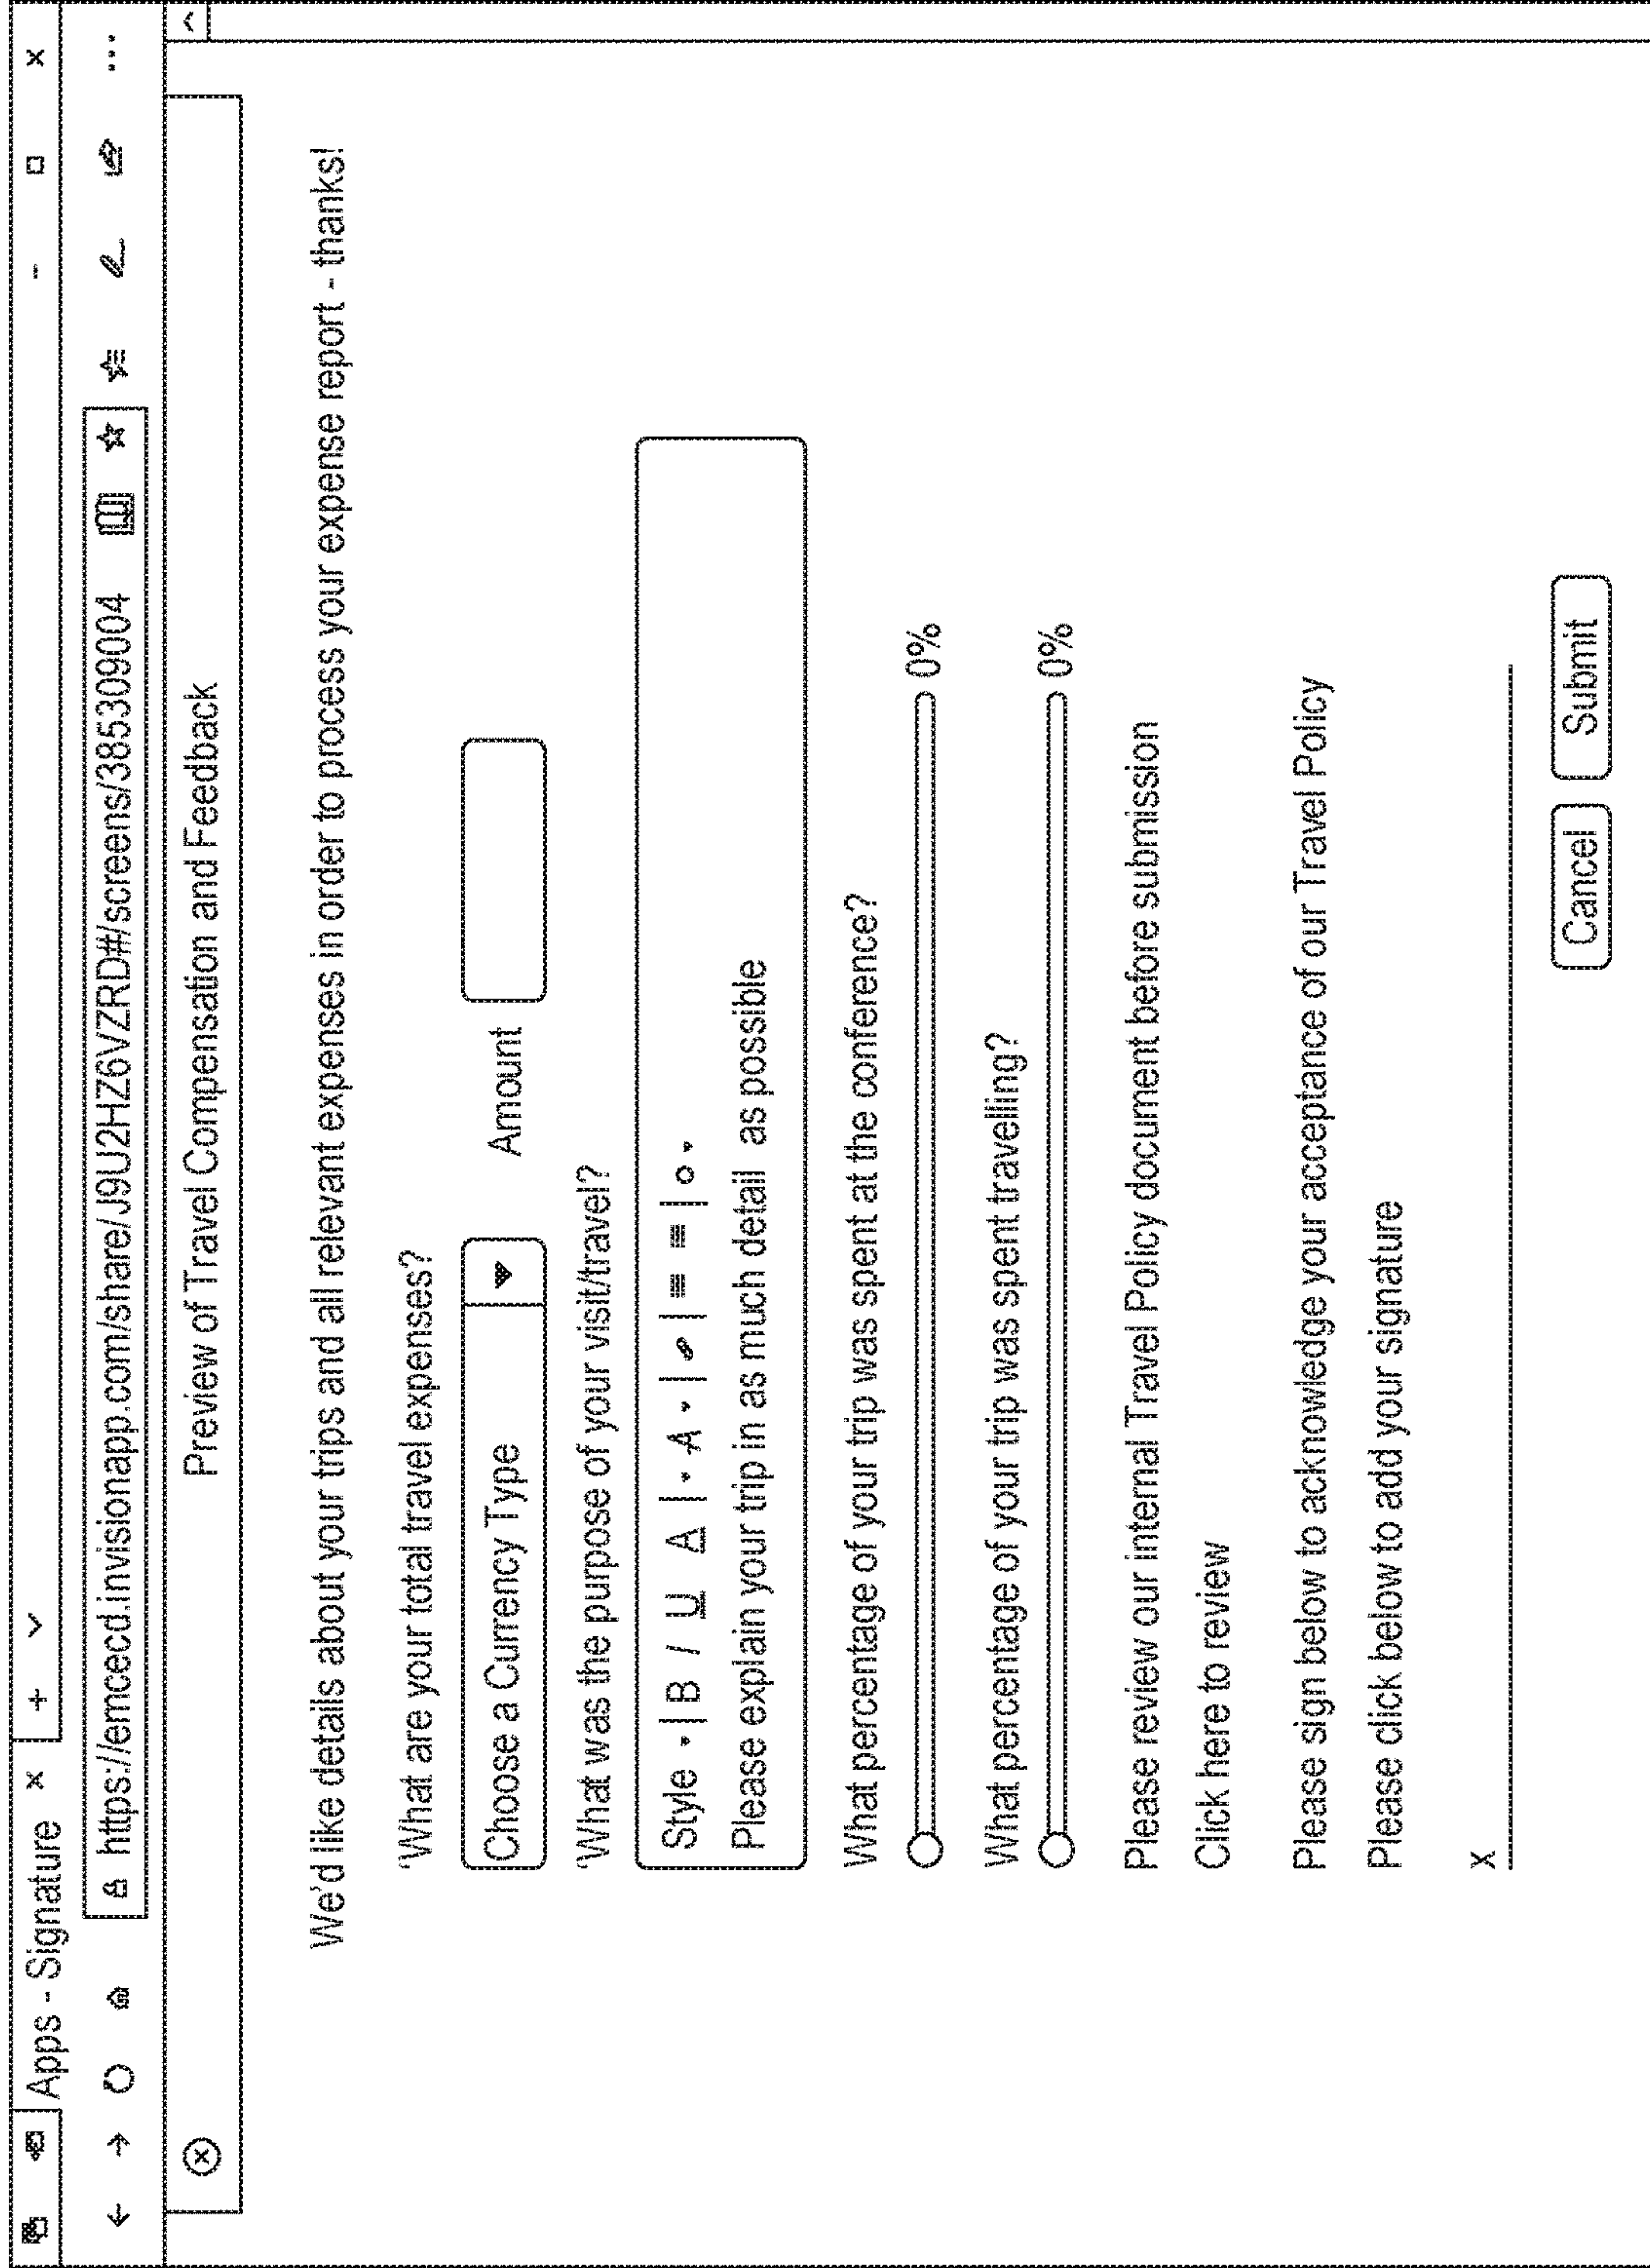 Apps - Signature x + v - □ x
https://emcecd.invisionapp.com/share/J9U2HZ6VZRD#/screens/385309004
Preview of Travel Compensation and Feedback
We'd like details about your trips and all relevant expenses in order to process your expense report - thanks!
'What are your total travel expenses?
Choose a Currency Type Amount
'What was the purpose of your visit/travel?
Style B / U A A
Please explain your trip in as much detail as possible
What percentage of your trip was spent at the conference?
0%
What percentage of your trip was spent travelling?
0%
Please review our internal Travel Policy document before submission
Click here to review
Please sign below to acknowledge your acceptance of our Travel Policy
Please click below to add your signature
x
Cancel Submit